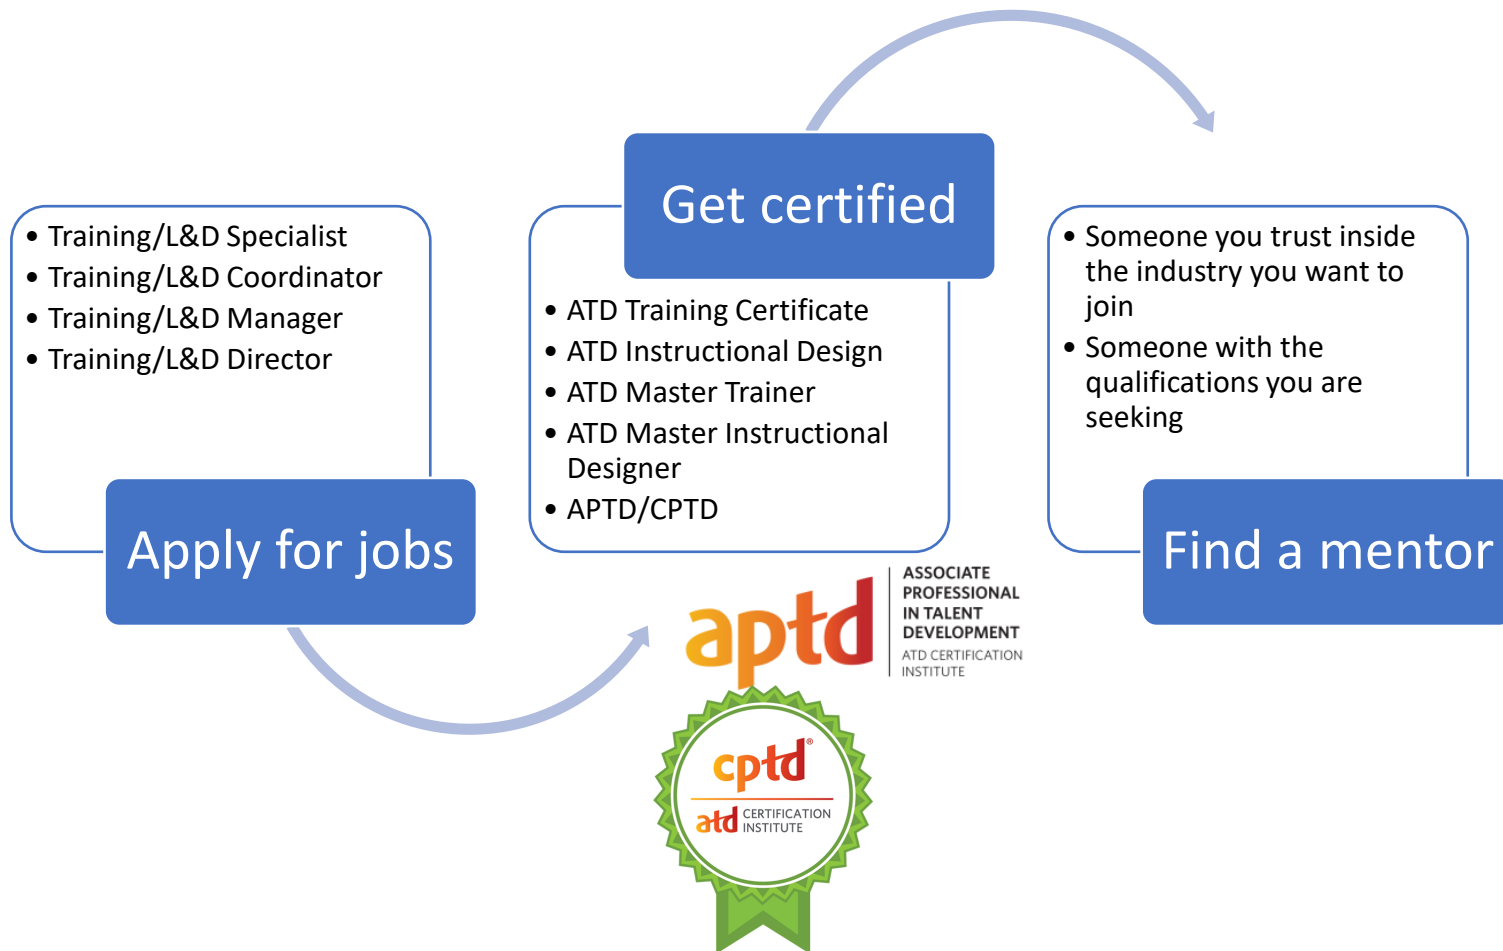 • Training/L&D Specialist
• Training/L&D Coordinator
• Training/L&D Manager
• Training/L&D Director
Apply for jobs
Get certified
• ATD Training Certificate
• ATD Instructional Design
• ATD Master Trainer
• ATD Master Instructional
Designer
• APTD/CPTD
• Someone you trust inside
the industry you want to
join
• Someone with the
qualifications you are
seeking
Find a mentor
aptd
ASSOCIATE
PROFESSIONAL
IN TALENT
DEVELOPMENT
ATD CERTIFICATION
INSTITUTE
cptd®
atd CERTIFICATION
INSTITUTE